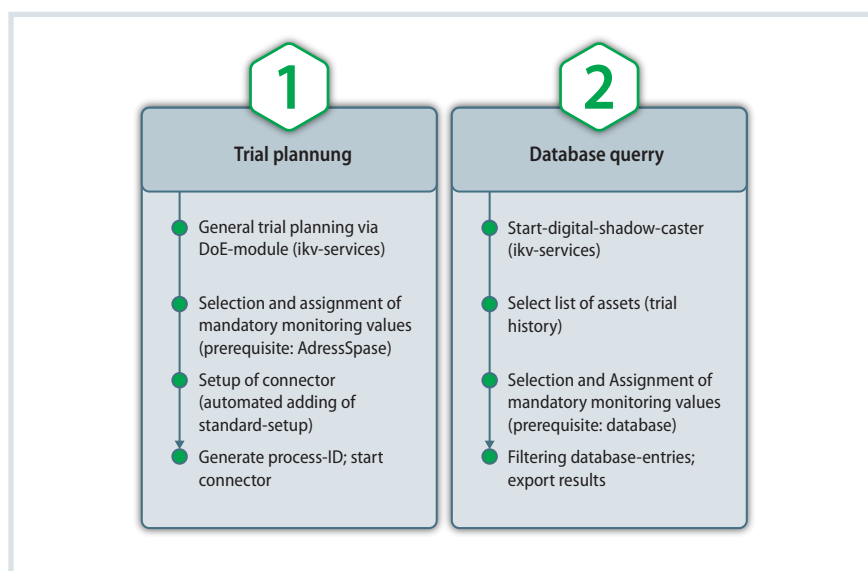 1
Trial plannung
General trial planning via
DoE-module (ikv-services)
Selection and assignment of
mandatory monitoring values
(prerequisite: AdressSpase)
Setup of connector
(automated adding of
standard-setup)
Generate process-ID; start
connector
2
Database querry
Start-digital-shadow-caster
(ikv-services)
Select list of assets (trial
history)
Selection and Assignment of
mandatory monitoring values
(prerequisite: database)
Filtering database-entries;
export results